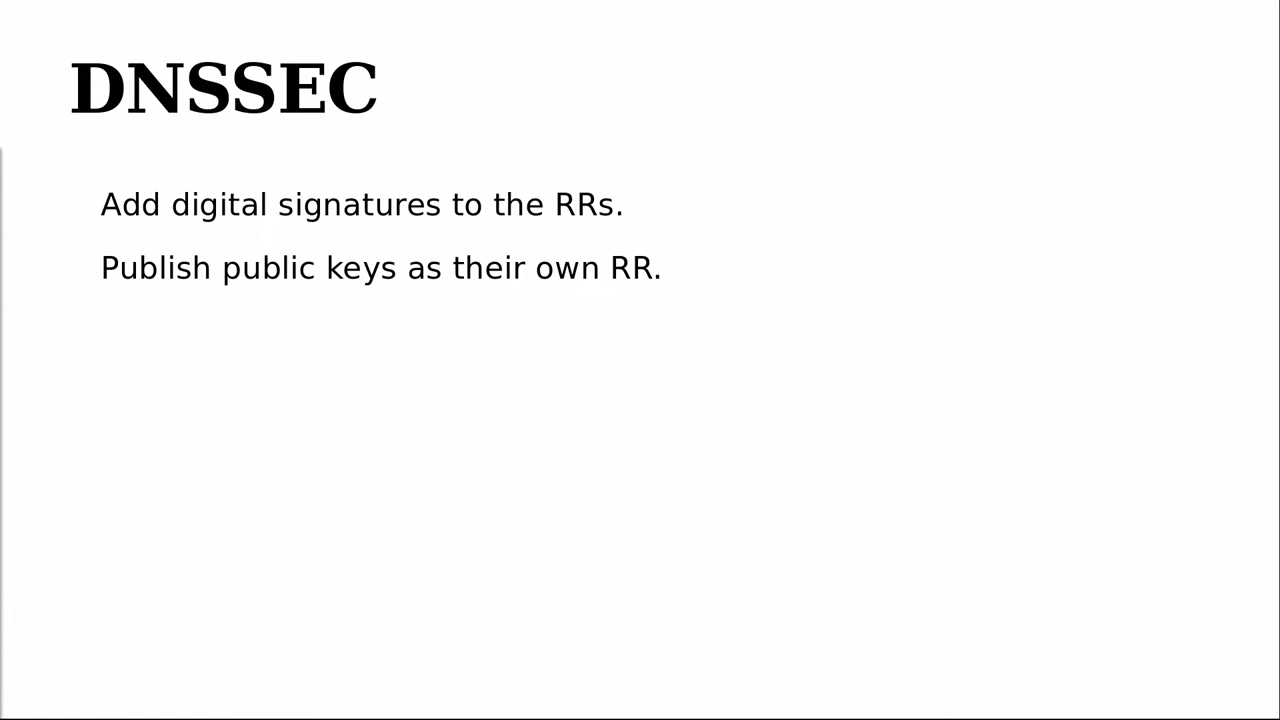 DNSSEC
Add digital signatures to the RRs.
Publish public keys as their own RR.